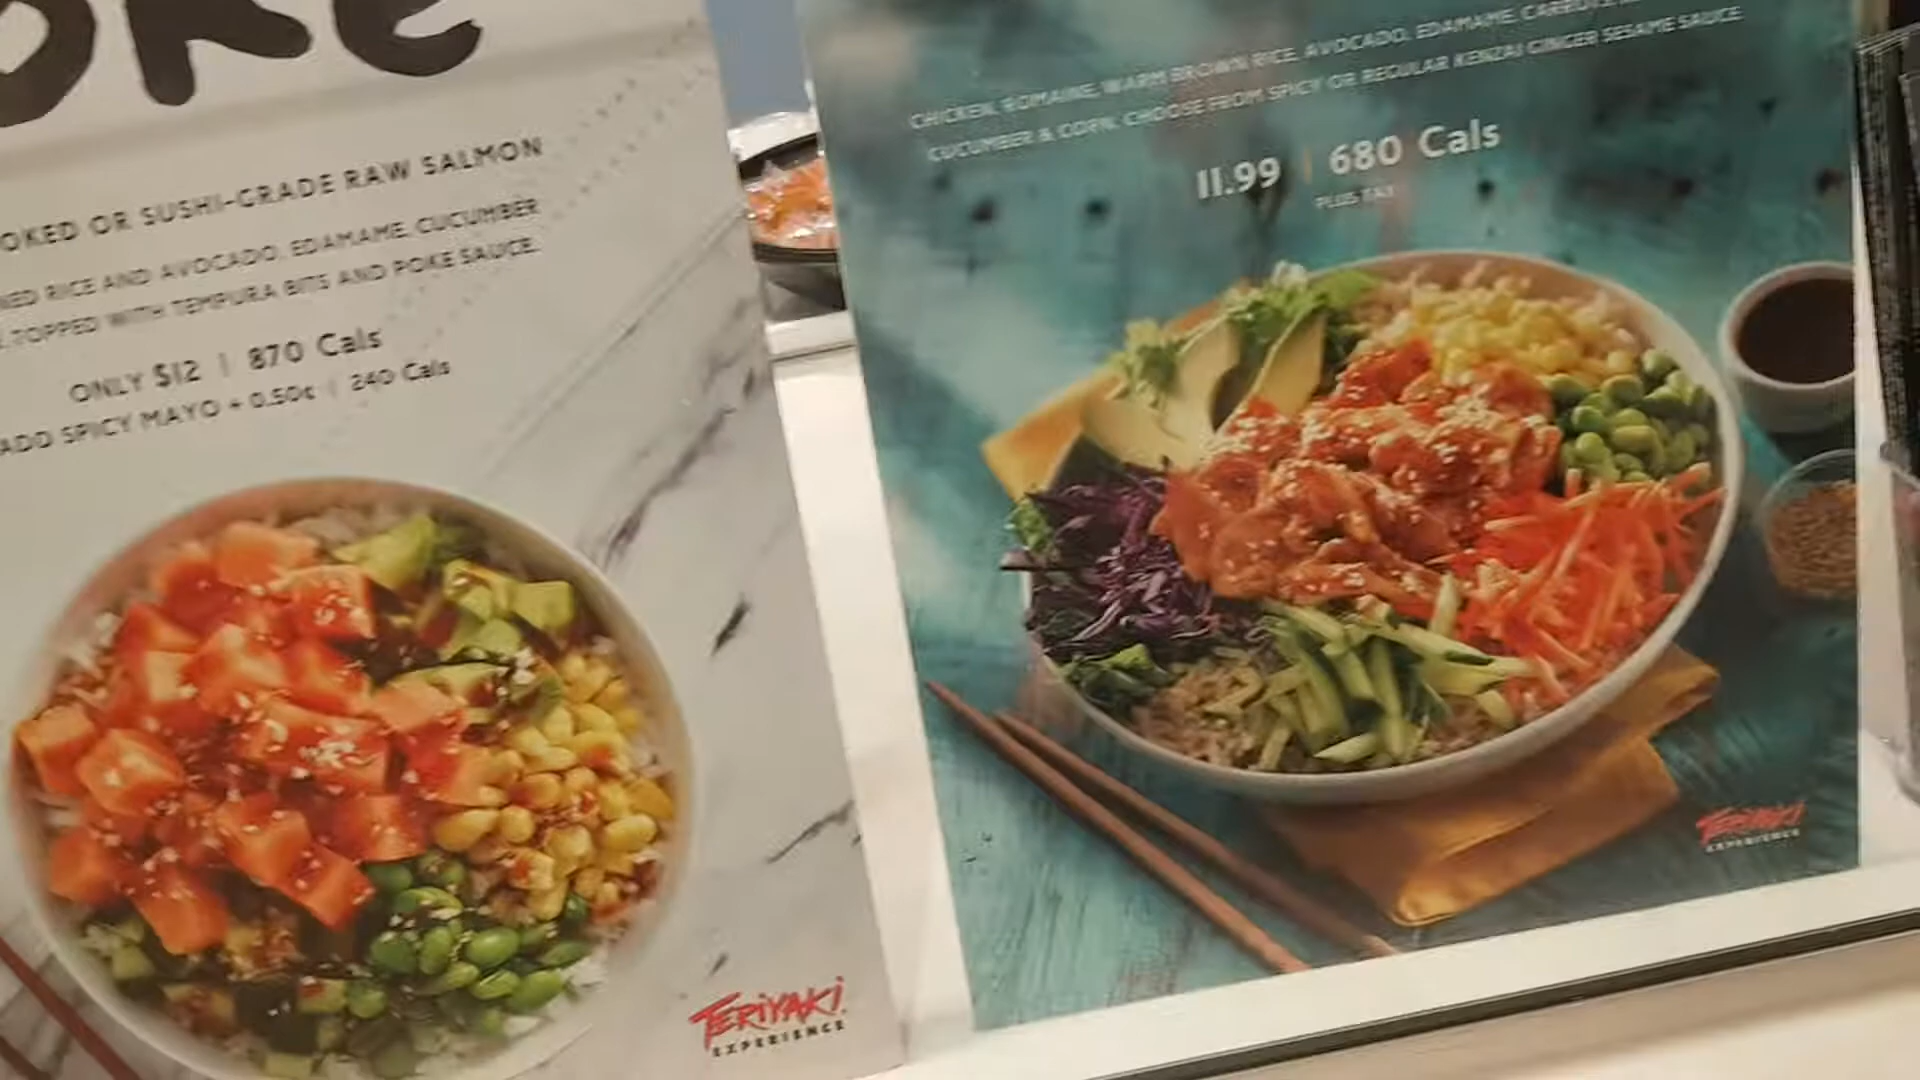 OKE
OKED OR SUSHI-GRADE RAW SALMON
NED RICE AND AVOCADO, EDAMAME, CUCUMBER
TOPPED WITH TEMPURA BITS AND POKE SAUCE.
ONLY $12 | 870 Cals
ADD SPICY MAYO + 0.50¢ | 240 Cals
TERIYAKI
EXPERIENCE
CHICKEN, ROMAINE, WARM BROWN RICE, AVOCADO, EDAMAME, CARROTS,
CUCUMBER & CORN. CHOOSE FROM SPICY OR REGULAR KENZAI GINGER SESAME SAUCE
11.99 | 680 Cals
PLUS TAX
TERIYAKI
EXPERIENCE